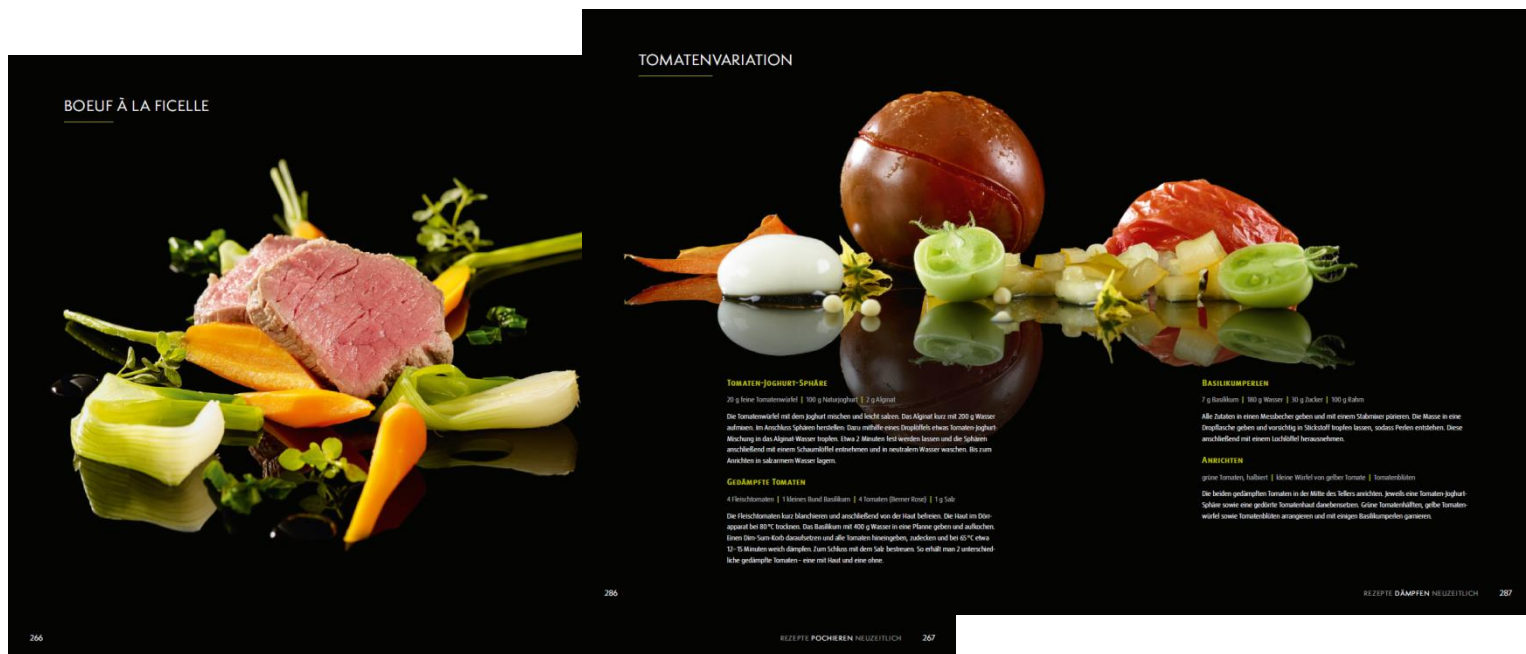 BOEUF À LA FICELLE
266
REZEPTE POCHIEREN NEUZEITLICH 267
TOMATENVARIATION
TOMATEN-JOGHURT-SPHÄRE
20 g feine Tomatenwürfel | 100 g Naturjoghurt | 2 g Alginat
Die Tomatenwürfel mit dem Joghurt mischen und leicht salzen. Das Alginat kurz mit 200 g Wasser
aufmixen. Im Anschluss Sphären herstellen: Dazu mithilfe eines Tropflöffels etwas Tomaten-Joghurt-
Mischung in das Alginat-Wasser tropfen. Etwa 2 Minuten fest werden lassen und die Sphären
anschließend mit einem Schaumlöffel entnehmen und in neutralem Wasser waschen. Bis zum
Anrichten in salzarmem Wasser lagern.
GEDÄMPFTE TOMATEN
4 Fleischtomaten | 1 kleines Bund Basilikum | 4 Tomaten (Berner Rose) | 1 g Salz
Die Fleischtomaten kurz blanchieren und anschließend von der Haut befreien. Die Haut im Dörr-
apparat bei 80 °C trocknen. Das Basilikum mit 400 g Wasser in eine Pfanne geben und aufkochen.
Einen Dim-Sum-Korb daraufsetzen und alle Tomaten hineingeben, zudecken und bei 65 °C etwa
12–15 Minuten weich dämpfen. Zum Schluss mit dem Salz bestreuen. So erhält man 2 unterschied-
liche gedämpfte Tomaten – eine mit Haut und eine ohne.
BASILIKUMPERLEN
7 g Basilikum | 180 g Wasser | 30 g Zucker | 100 g Rahm
Alle Zutaten in einen Messbecher geben und mit einem Stabmixer pürieren. Die Masse in eine
Tropfflasche geben und vorsichtig in Stickstoff tropfen lassen, sodass Perlen entstehen. Diese
anschließend mit einem Lochlöffel herausnehmen.
ANRICHTEN
grüne Tomaten, halbiert | kleine Würfel von gelber Tomate | Tomatenblüten
Die beiden gedämpften Tomaten in der Mitte des Tellers anrichten. Jeweils eine Tomaten-Joghurt-
Sphäre sowie eine gedörrte Tomatenhaut danebensetzen. Grüne Tomatenhälften, gelbe Tomaten-
würfel sowie Tomatenblüten arrangieren und mit einigen Basilikumperlen garnieren.
286
REZEPTE DÄMPFEN NEUZEITLICH 287